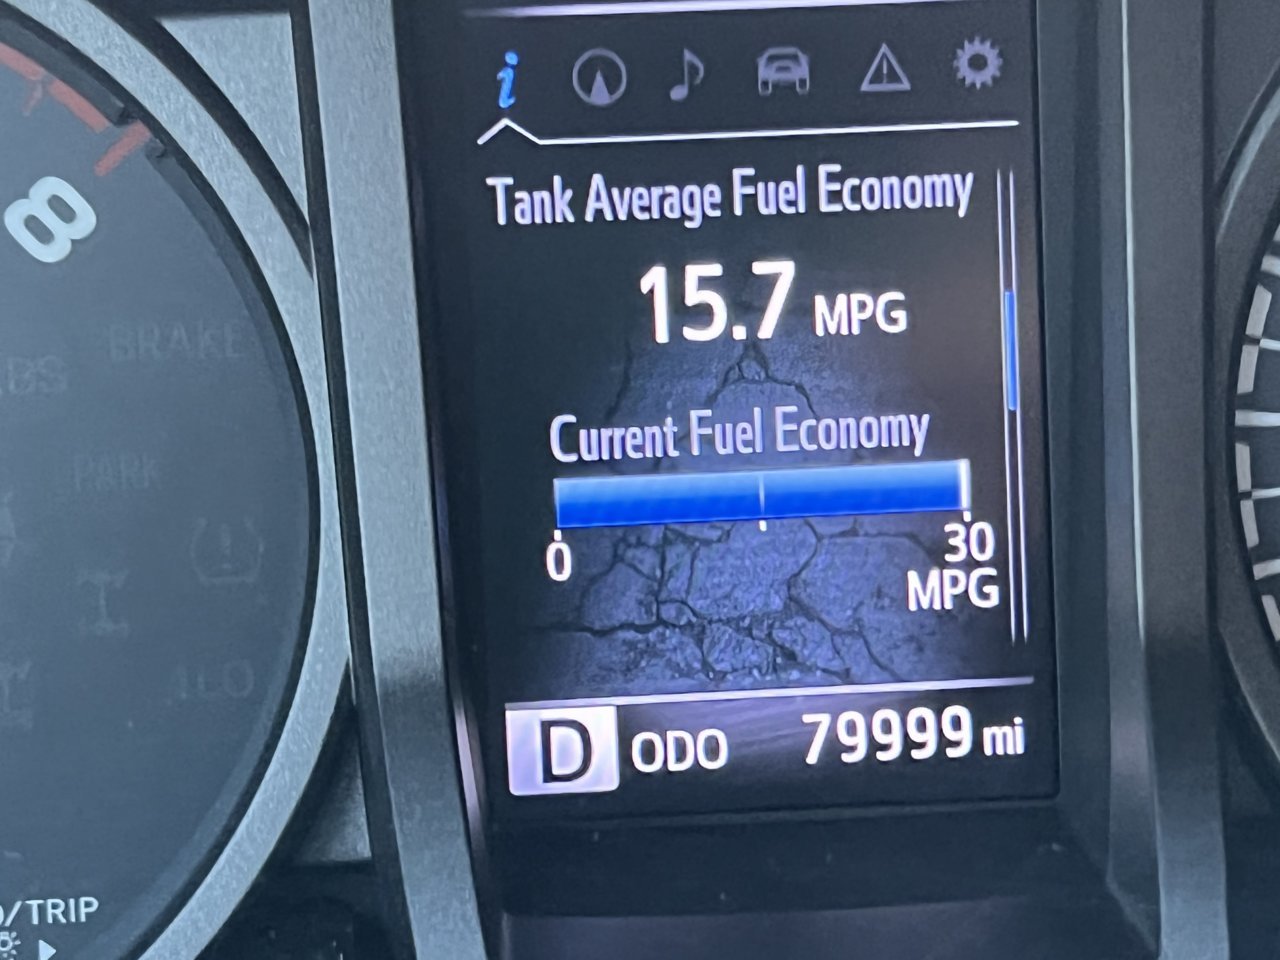 8
BRAKE
ABS
PARK
Tank Average Fuel Economy
15.7 MPG
Current Fuel Economy
0 30
MPG
D ODO 79999 mi
/TRIP